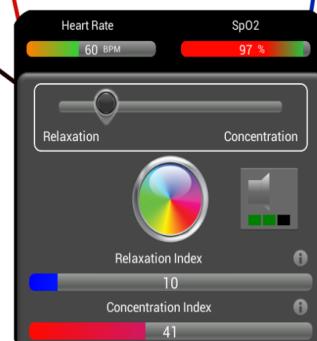 Heart Rate SpO2
60 BPM 97 %
Relaxation Concentration
Relaxation Index
10
Concentration Index
41